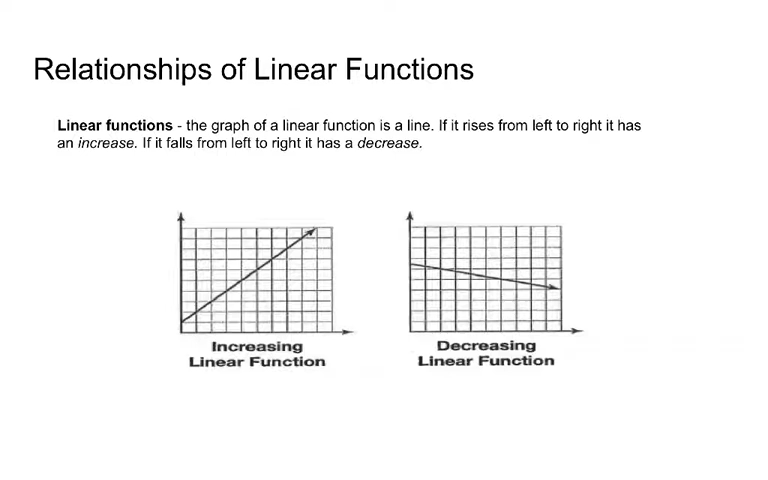 Relationships of Linear Functions
Linear functions - the graph of a linear function is a line. If it rises from left to right it has
an increase. If it falls from left to right it has a decrease.
Increasing
Linear Function
Decreasing
Linear Function